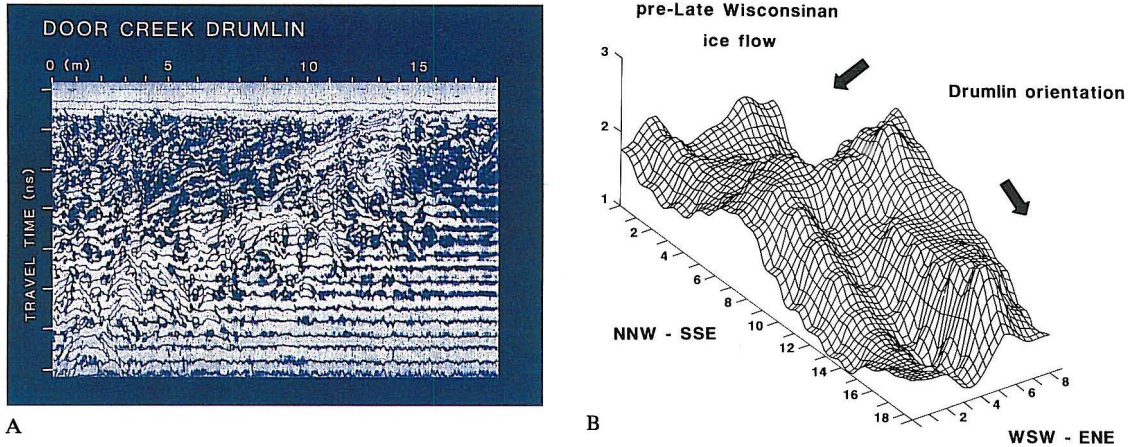 DOOR CREEK DRUMLIN
0 (m) 5 10 15
TRAVEL TIME (ns)
A
pre-Late Wisconsinan
ice flow
Drumlin orientation
3
2
1
2
4
6
8
10
12
14
16
18
NNW - SSE
2
4
6
8
WSW - ENE
B